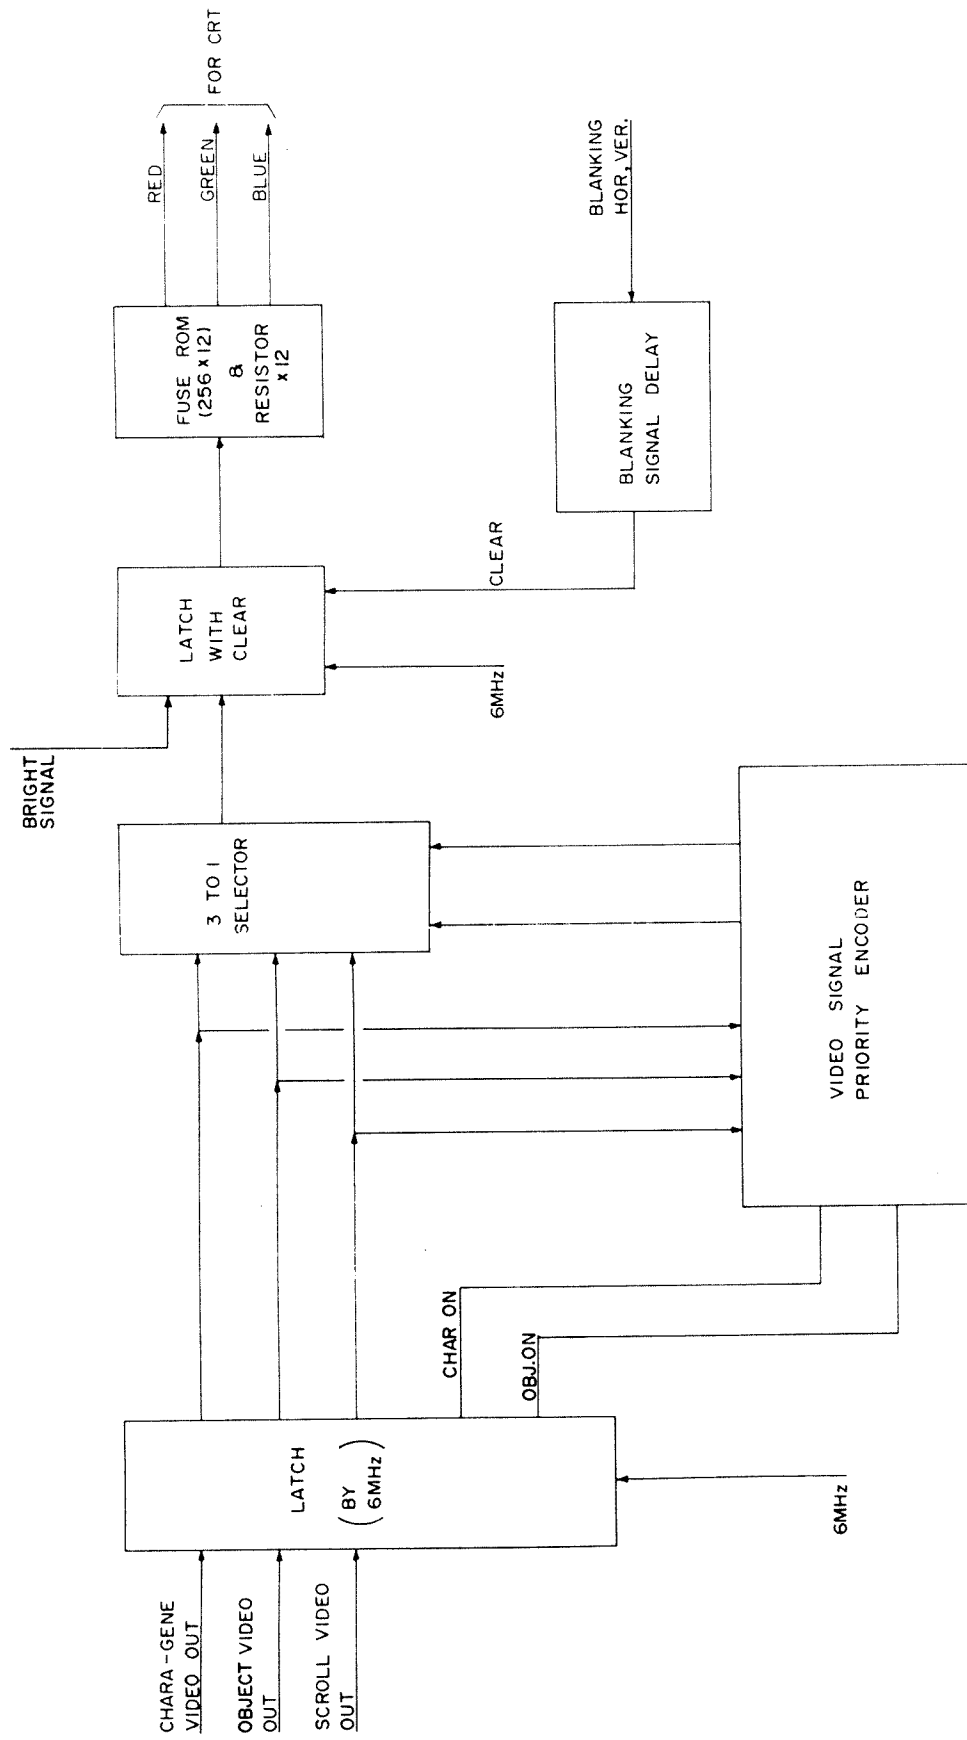 CHARA-GENE
VIDEO OUT
OBJECT VIDEO
OUT
SCROLL VIDEO
OUT
LATCH
(BY
6MHz)
6MHz
CHAR ON
OBJ.ON
VIDEO SIGNAL
PRIORITY ENCODER
3 TO 1
SELECTOR
BRIGHT
SIGNAL
LATCH
WITH
CLEAR
6MHz
CLEAR
BLANKING
SIGNAL DELAY
BLANKING
HOR,VER.
FUSE ROM
(256 x 12)
&
RESISTOR
x 12
RED
GREEN
BLUE
FOR CRT